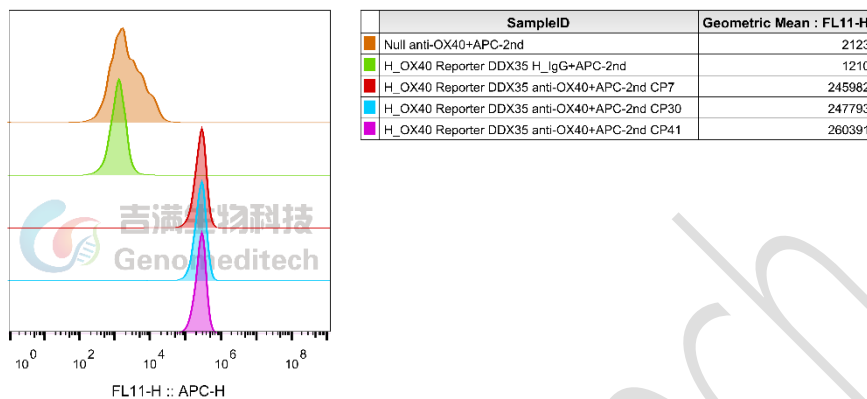 SampleID Geometric Mean : FL11-H
Null anti-OX40+APC-2nd 2123
H_OX40 Reporter DDX35 H_IgG+APC-2nd 1210
H_OX40 Reporter DDX35 anti-OX40+APC-2nd CP7 245982
H_OX40 Reporter DDX35 anti-OX40+APC-2nd CP30 247793
H_OX40 Reporter DDX35 anti-OX40+APC-2nd CP41 260391
吉满生物科技
Genomeditech
10^0 10^2 10^4 10^6 10^8
FL11-H :: APC-H